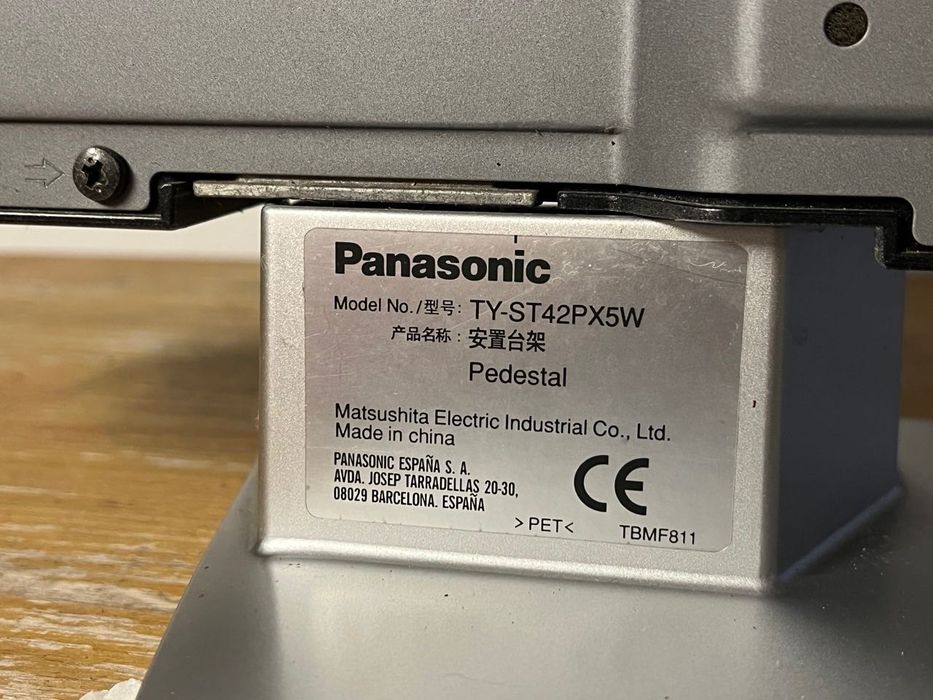 Panasonic
Model No./型号: TY-ST42PX5W
产品名称: 安置台架
Pedestal
Matsushita Electric Industrial Co., Ltd.
Made in china
PANASONIC ESPAÑA S. A.
AVDA. JOSEP TARRADELLAS 20-30,
08029 BARCELONA. ESPAÑA
CE
>PET<
TBMF811